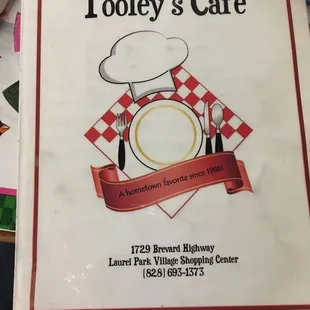 Tooley's Cafe
A hometown favorite since 1986!
1729 Brevard Highway
Laurel Park Village Shopping Center
(828) 693-1373